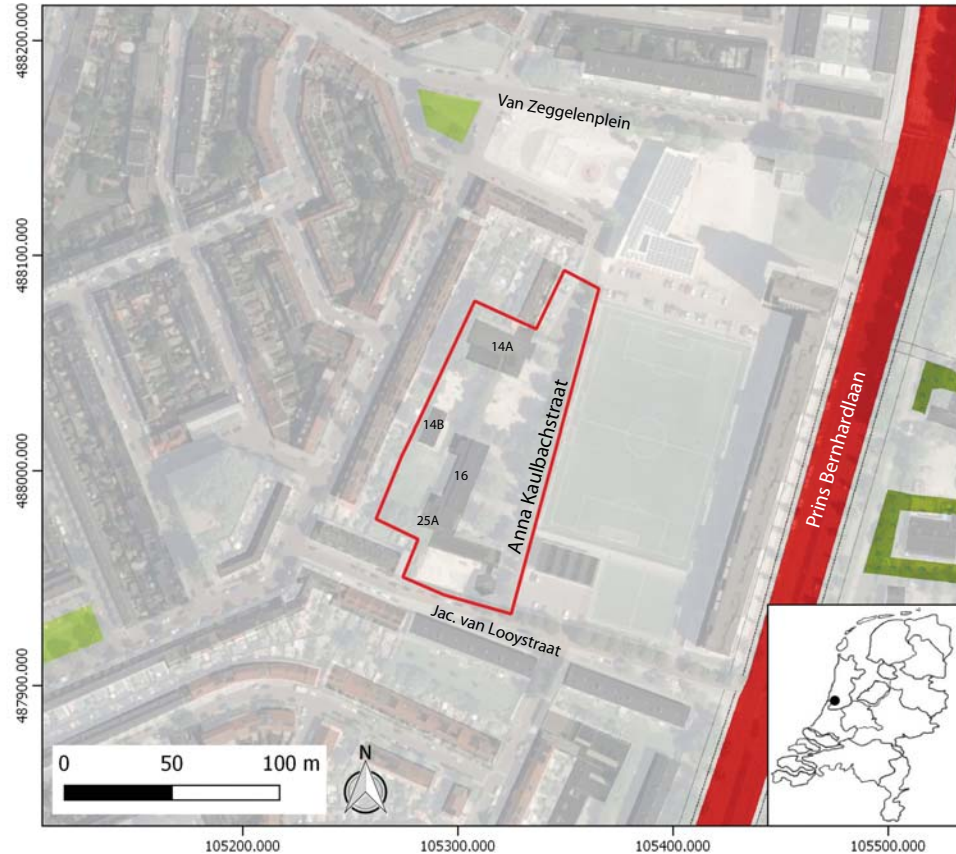 488200.000
Van Zeggelenplein
488100.000
14A
14B
488000.000
16
25A
Anna Kaulbachstraat
Prins Bernhardlaan
Jac. van Looystraat
487900.000
0 50 100 m
N
105200.000 105300.000 105400.000 105500.000